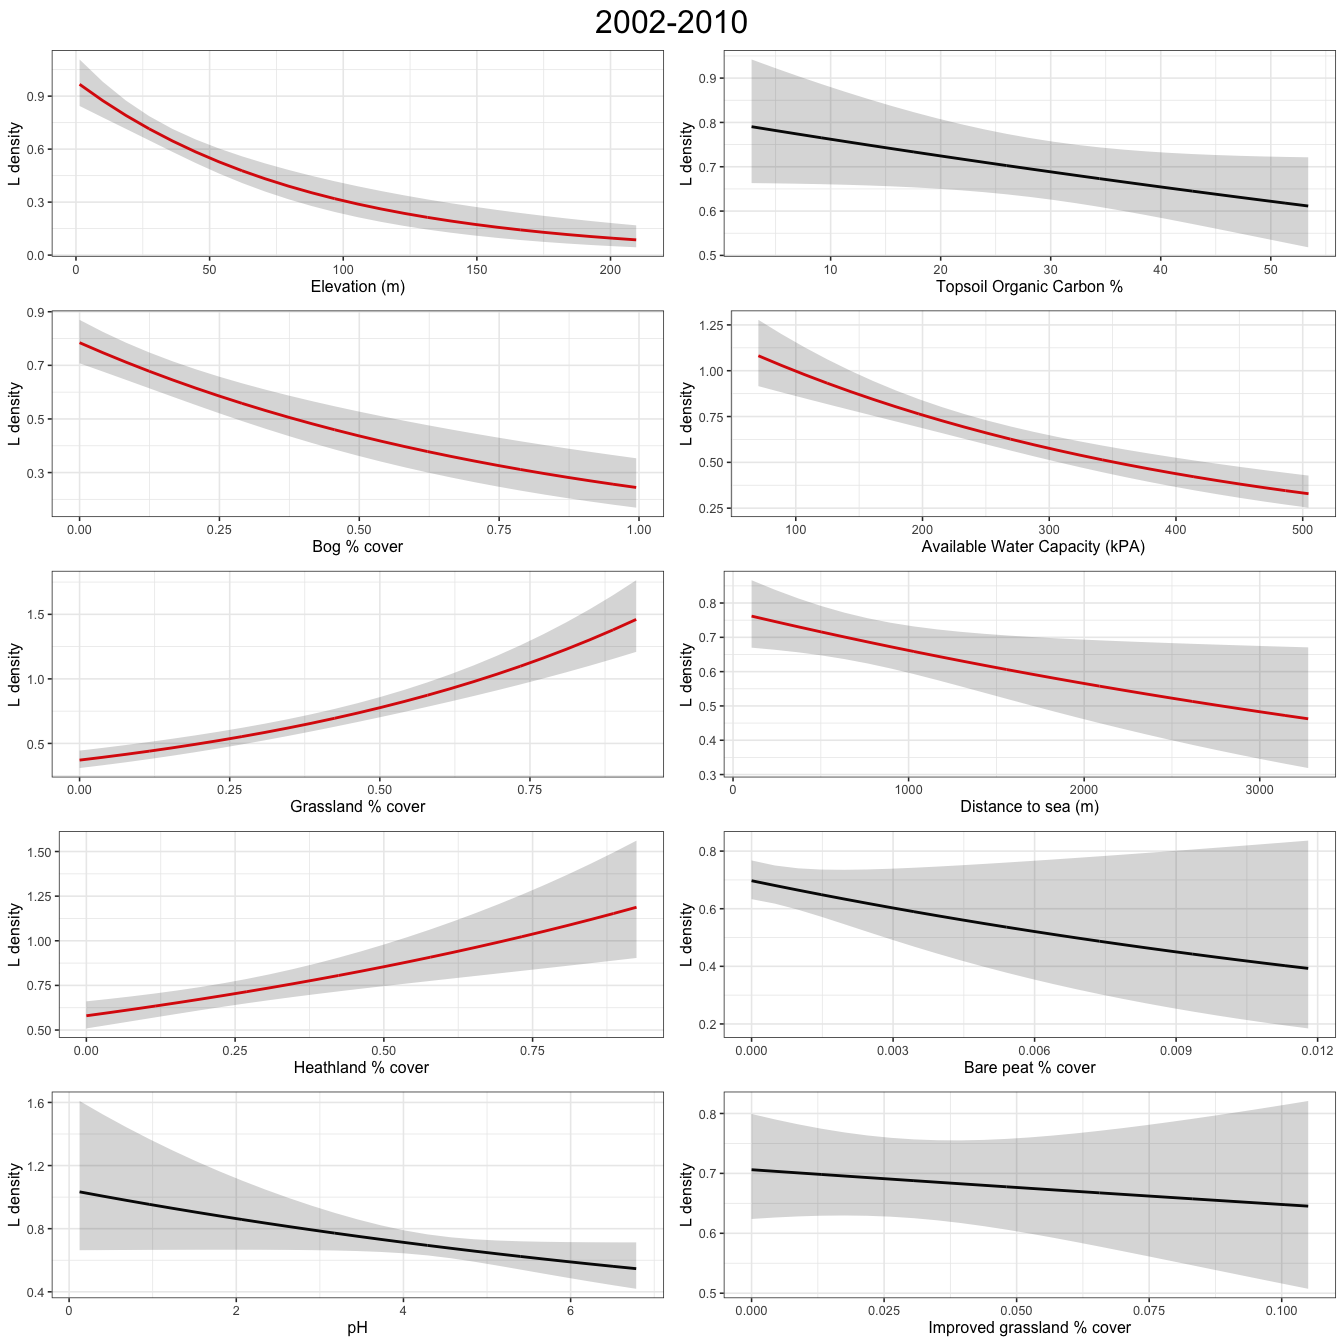 2002-2010
L density
0.9
0.6
0.3
0.0
0 50 100 150 200
Elevation (m)
L density
0.9
0.8
0.7
0.6
0.5
10 20 30 40 50
Topsoil Organic Carbon %
L density
0.9
0.7
0.5
0.3
0.00 0.25 0.50 0.75 1.00
Bog % cover
L density
1.25
1.00
0.75
0.50
0.25
100 200 300 400 500
Available Water Capacity (kPA)
L density
1.5
1.0
0.5
0.00 0.25 0.50 0.75
Grassland % cover
L density
0.8
0.7
0.6
0.5
0.4
0.3
0 1000 2000 3000
Distance to sea (m)
L density
1.50
1.25
1.00
0.75
0.50
0.00 0.25 0.50 0.75
Heathland % cover
L density
0.8
0.6
0.4
0.2
0.000 0.003 0.006 0.009 0.012
Bare peat % cover
L density
1.6
1.2
0.8
0.4
0 2 4 6
pH
L density
0.8
0.7
0.6
0.5
0.000 0.025 0.050 0.075 0.100
Improved grassland % cover